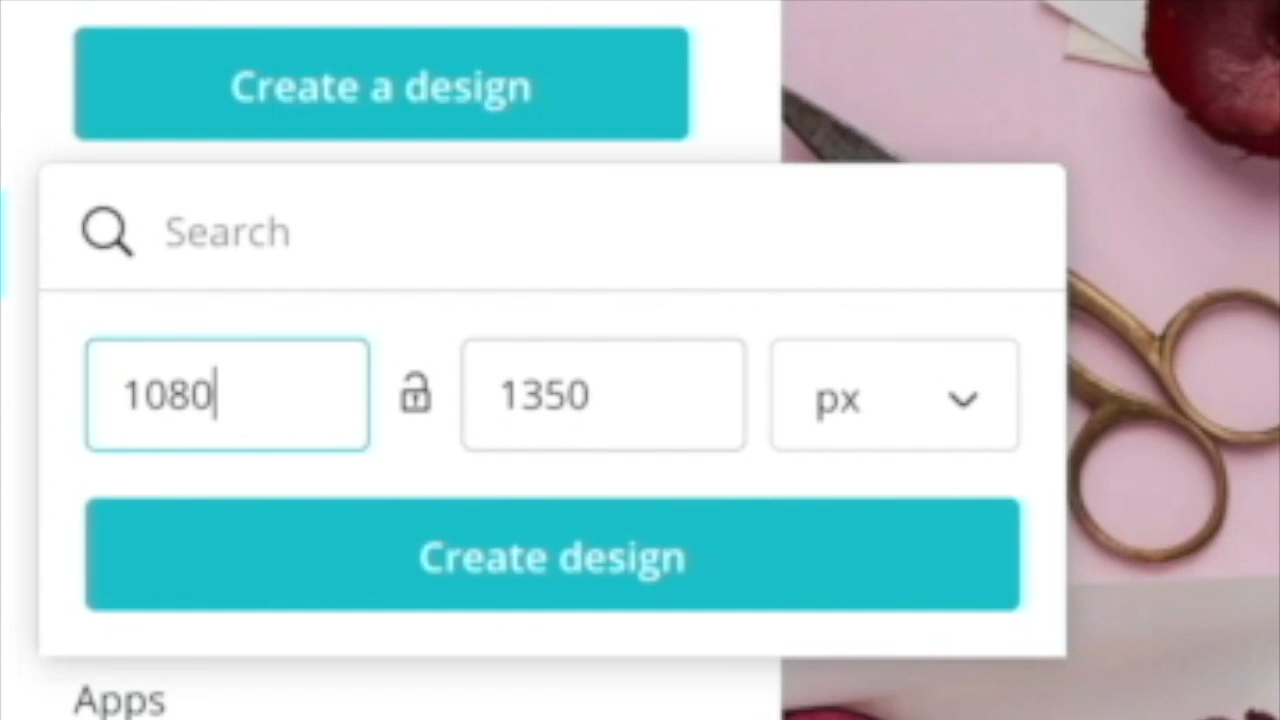 Create a design
Search
1080 1350 px
Create design
Apps